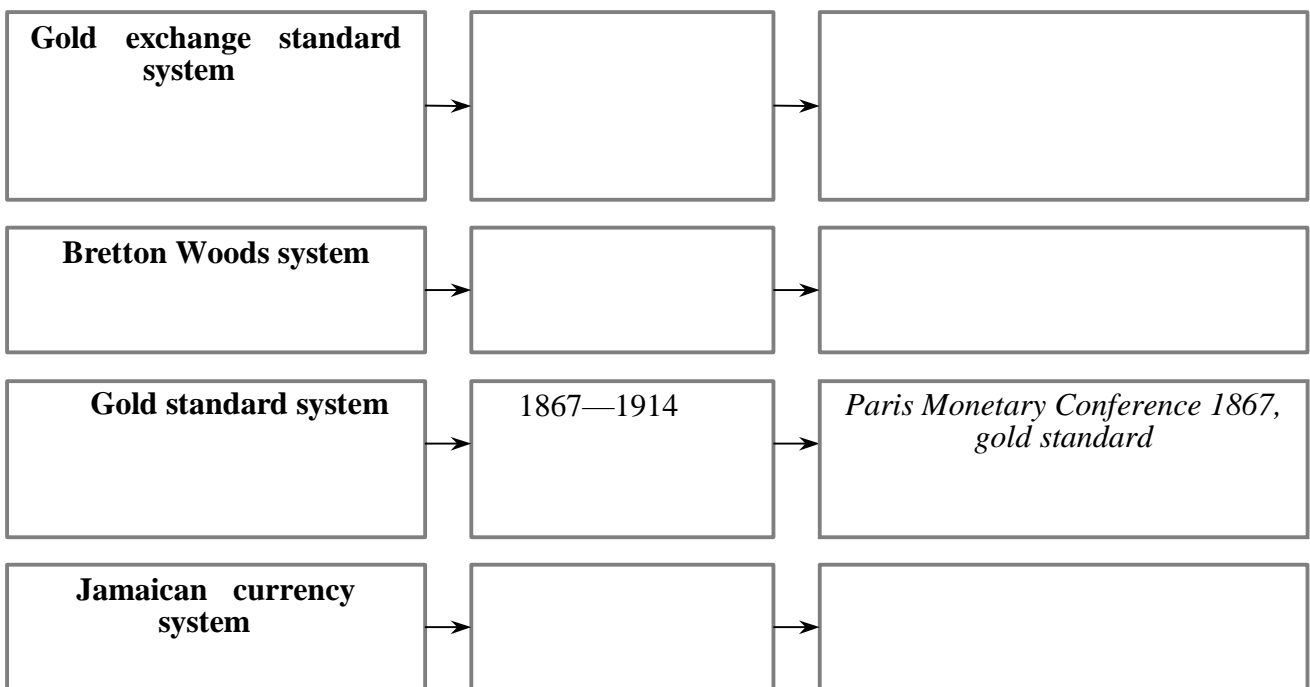 Gold exchange standard
system
Bretton Woods system
Gold standard system
1867—1914
Paris Monetary Conference 1867,
gold standard
Jamaican currency
system